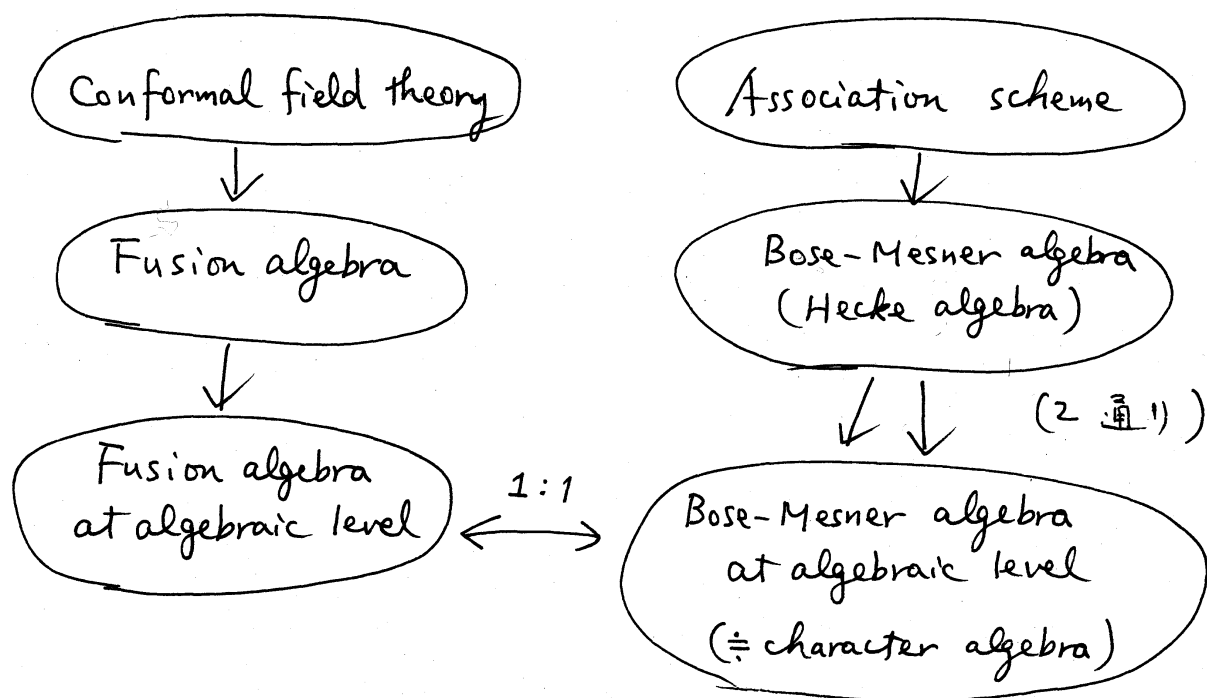 Conformal field theory
Association scheme
Fusion algebra
Bose-Mesner algebra
(Hecke algebra)
(2 通り)
Fusion algebra
at algebraic level
1:1
Bose-Mesner algebra
at algebraic level
(≒ character algebra)